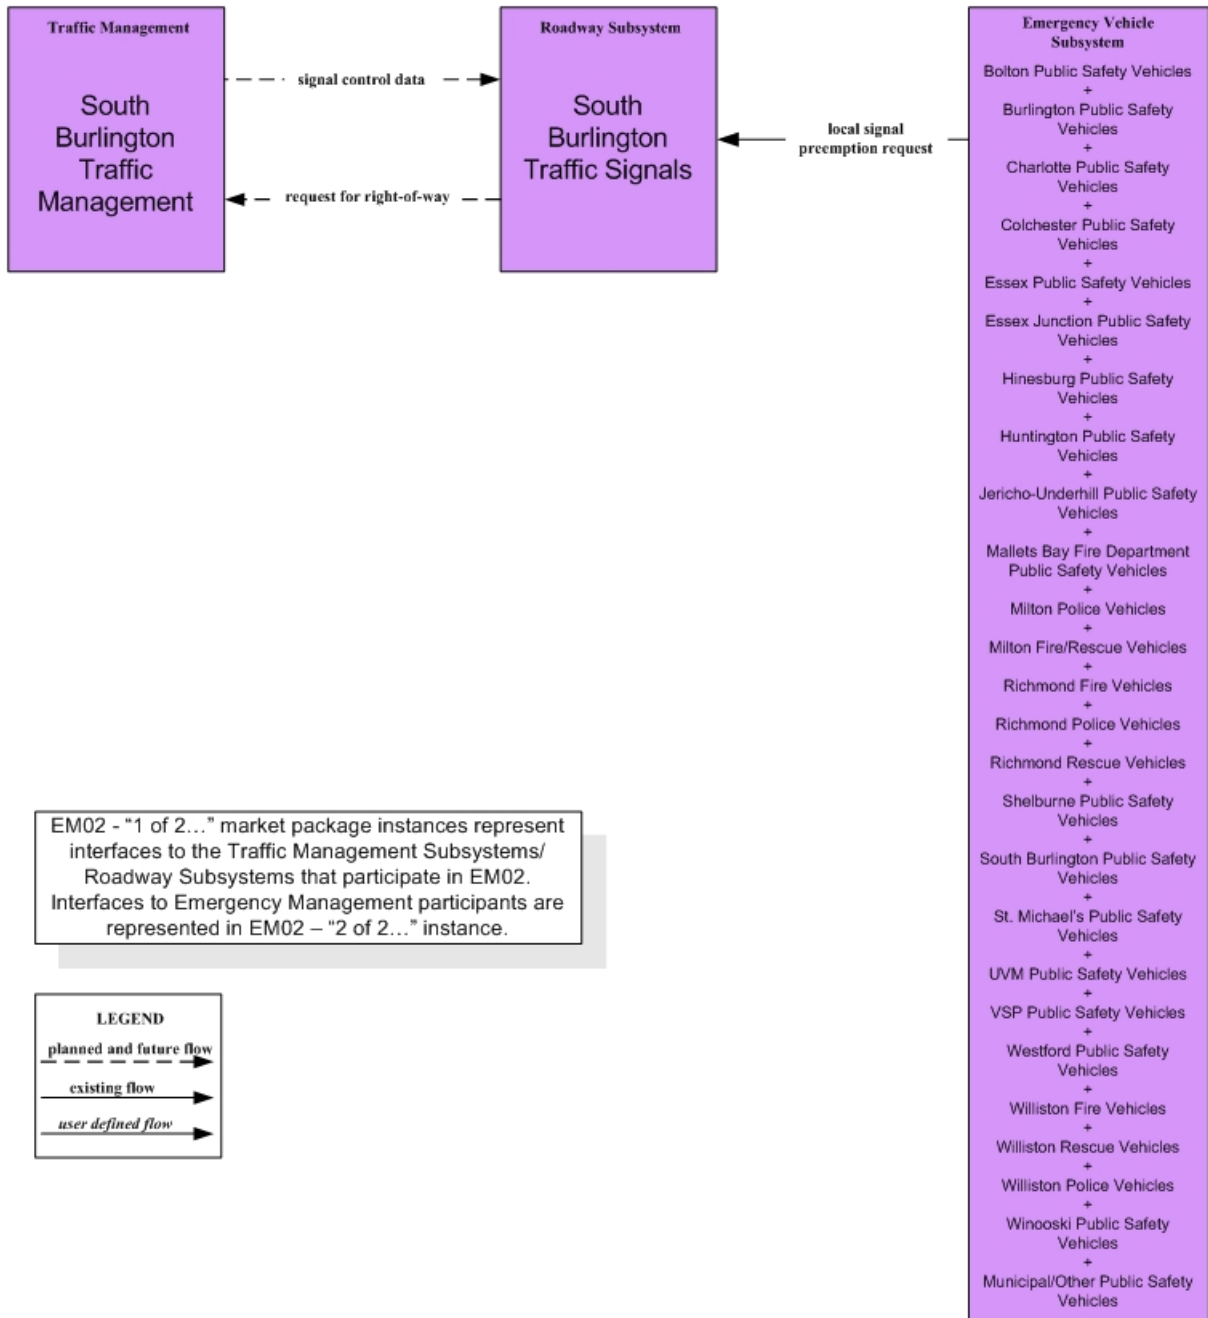 Traffic Management
South
Burlington
Traffic
Management
signal control data
request for right-of-way
Roadway Subsystem
South
Burlington
Traffic Signals
local signal
preemption request
Emergency Vehicle
Subsystem
Bolton Public Safety Vehicles
+
Burlington Public Safety
Vehicles
+
Charlotte Public Safety
Vehicles
+
Colchester Public Safety
Vehicles
+
Essex Public Safety Vehicles
+
Essex Junction Public Safety
Vehicles
+
Hinesburg Public Safety
Vehicles
+
Huntington Public Safety
Vehicles
+
Jericho-Underhill Public Safety
Vehicles
+
Mallets Bay Fire Department
Public Safety Vehicles
+
Milton Police Vehicles
+
Milton Fire/Rescue Vehicles
+
Richmond Fire Vehicles
+
Richmond Police Vehicles
+
Richmond Rescue Vehicles
+
Shelburne Public Safety
Vehicles
+
South Burlington Public Safety
Vehicles
+
St. Michael's Public Safety
Vehicles
+
UVM Public Safety Vehicles
+
VSP Public Safety Vehicles
+
Westford Public Safety
Vehicles
+
Williston Fire Vehicles
+
Williston Rescue Vehicles
+
Williston Police Vehicles
+
Winooski Public Safety
Vehicles
+
Municipal/Other Public Safety
Vehicles
EM02 - “1 of 2…” market package instances represent
interfaces to the Traffic Management Subsystems/
Roadway Subsystems that participate in EM02.
Interfaces to Emergency Management participants are
represented in EM02 – “2 of 2…” instance.
LEGEND
planned and future flow
existing flow
user defined flow